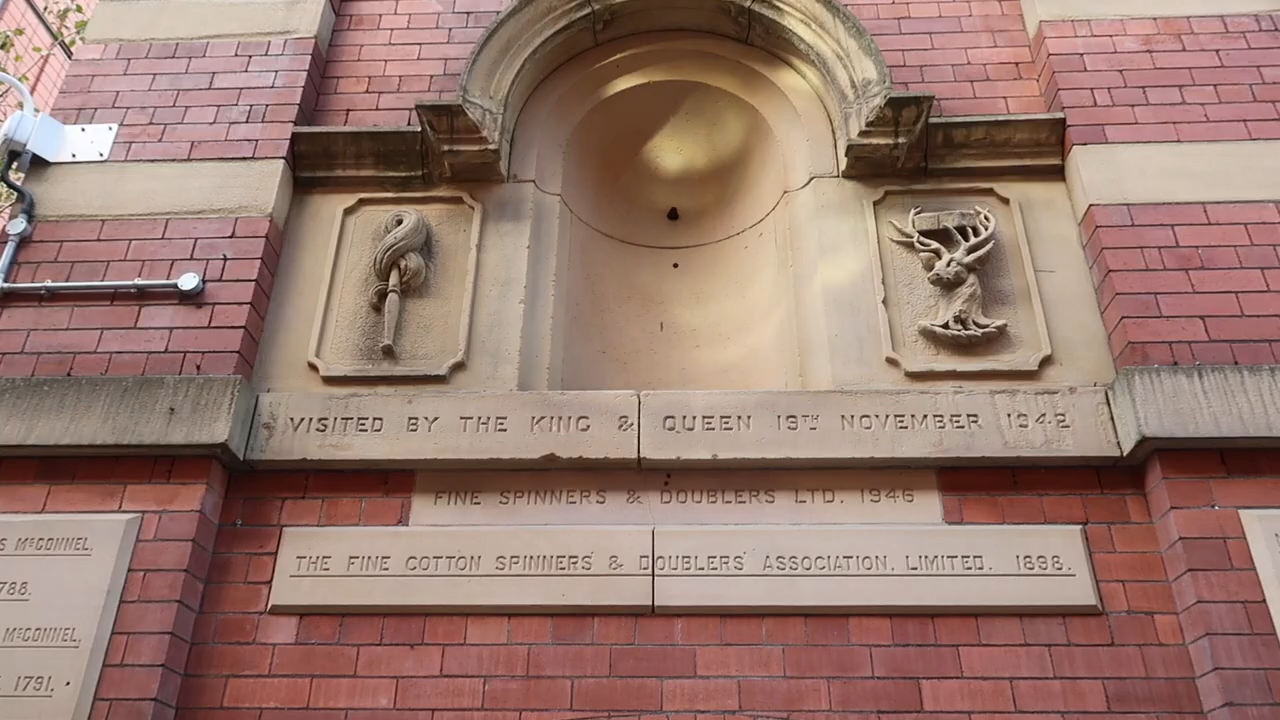 VISITED BY THE KING & QUEEN 19TH NOVEMBER 1942
FINE SPINNERS & DOUBLERS LTD. 1946
THE FINE COTTON SPINNERS & DOUBLERS' ASSOCIATION, LIMITED. 1898.
McCONNEL,
1788.
McCONNEL,
1791.